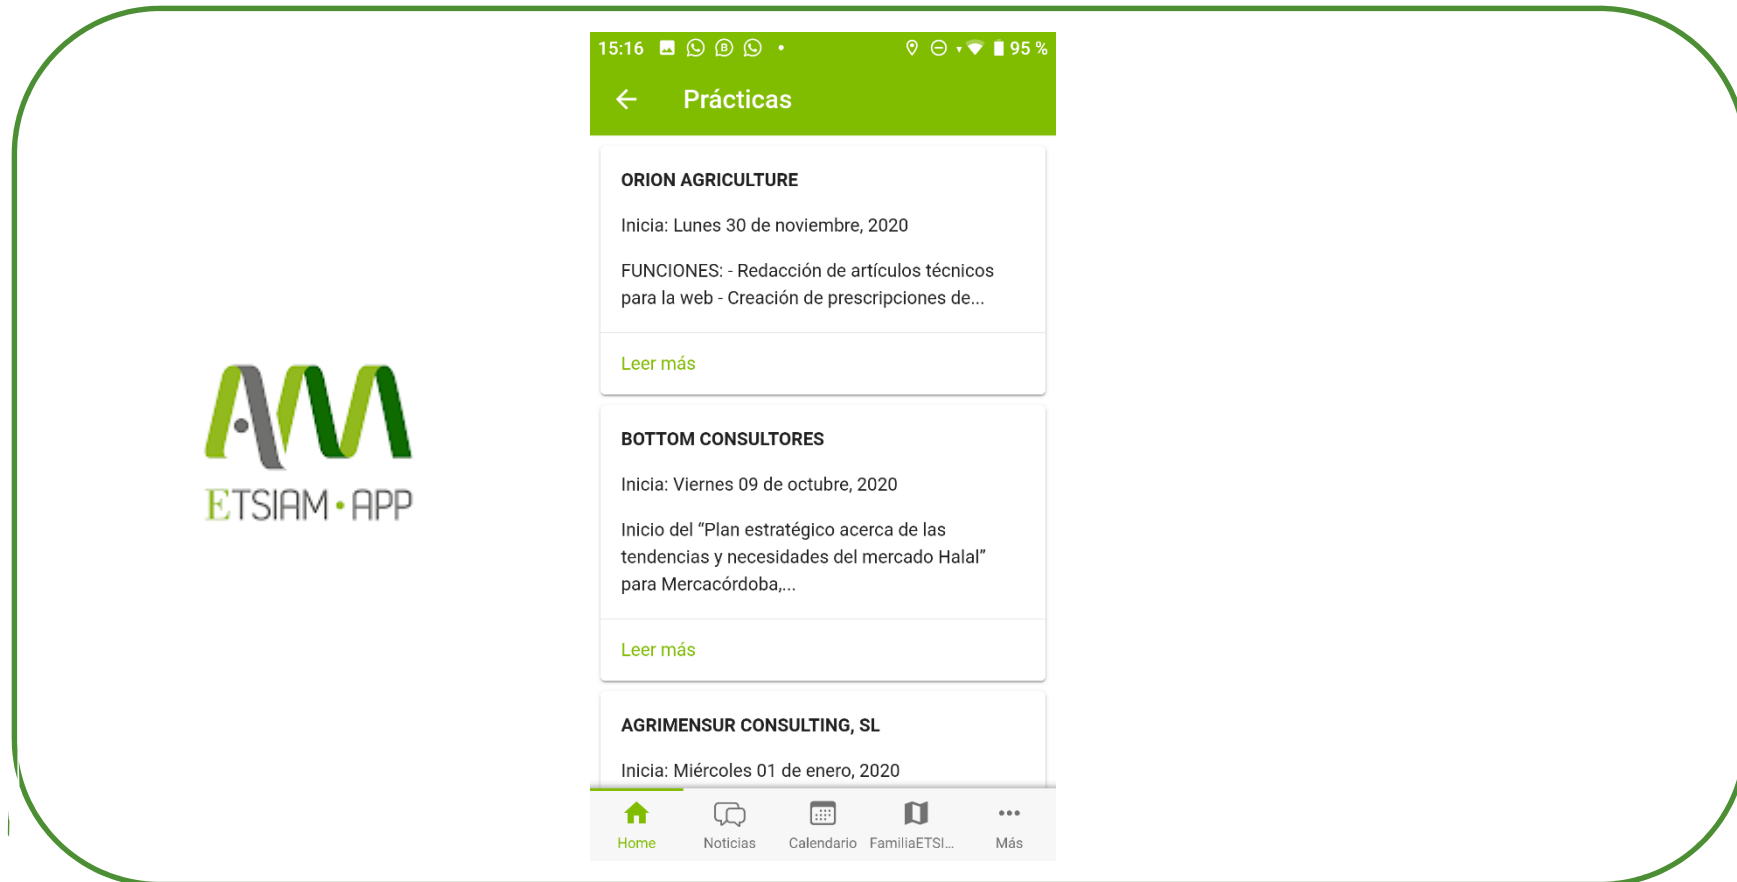 15:16
95 %
Prácticas
ORION AGRICULTURE
Inicia: Lunes 30 de noviembre, 2020
FUNCIONES: - Redacción de artículos técnicos
para la web - Creación de prescripciones de...
Leer más
BOTTOM CONSULTORES
Inicia: Viernes 09 de octubre, 2020
Inicio del “Plan estratégico acerca de las
tendencias y necesidades del mercado Halal”
para Mercacórdoba,...
Leer más
AGRIMENSUR CONSULTING, SL
Inicia: Miércoles 01 de enero, 2020
Home
Noticias
Calendario
FamiliaETSI...
Más
AM
ETSIAM·APP